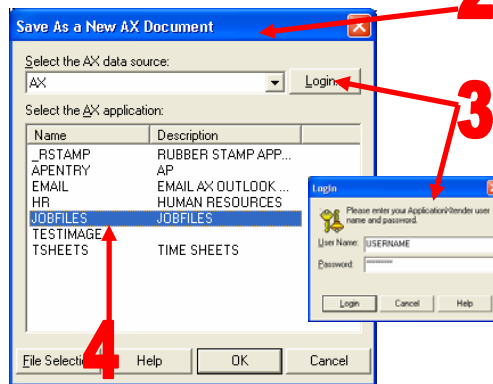 2
Save As a New AX Document
Select the AX data source:
AX
Login...
3
Select the AX application:
Name Description
_RSTAMP RUBBER STAMP APP...
APENTRY AP
EMAIL EMAIL AX OUTLOOK ...
HR HUMAN RESOURCES
JOBFILES JOBFILES
TESTIMAGE
TSHEETS TIME SHEETS
Login
Please enter your ApplicationXtender user
name and password.
User Name: USERNAME
Password:
Login Cancel Help
4
File Selectio Help OK Cancel